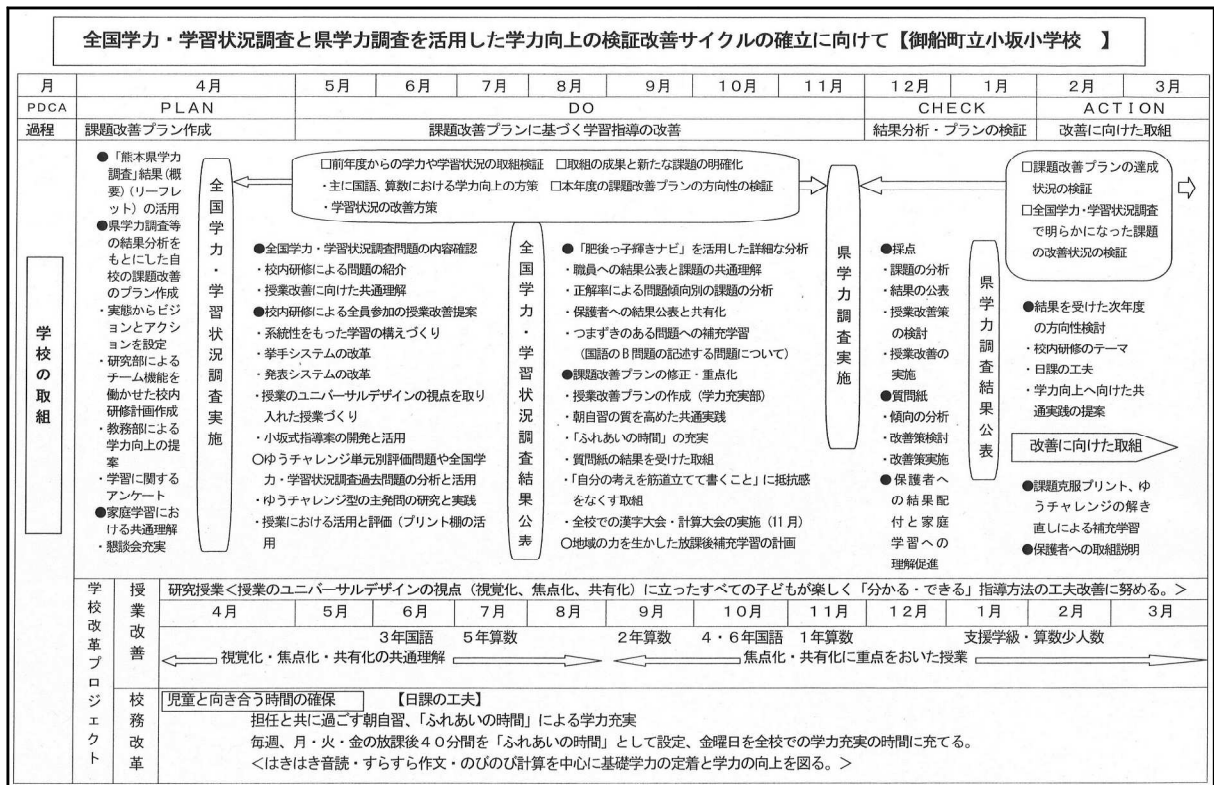 全国学力・学習状況調査と県学力調査を活用した学力向上の検証改善サイクルの確立に向けて【御船町立小坂小学校　】
月 4月 5月 6月 7月 8月 9月 10月 11月 12月 1月 2月 3月
PDCA PLAN DO CHECK ACTION
過程 課題改善プラン作成 課題改善プランに基づく学習指導の改善 結果分析・プランの検証 改善に向けた取組
学校の取組
●「熊本県学力
調査」結果(概
要)(リーフレ
ット)の活用
●県学力調査等
の結果分析を
もとにした自
校の課題改善
のプラン作成
・実態からビジ
ョンとアクシ
ョンを設定
・研究部による
チーム機能を
働かせた校内
研修計画作成
・教務部による
学力向上の提
案
・学習に関する
アンケート
●家庭学習にお
ける共通理解
・懇談会充実
全国学力・学習状況調査実施
□前年度からの学力や学習状況の取組検証 □取組の成果と新たな課題の明確化
・主に国語、算数における学力向上の方策 □本年度の課題改善プランの方向性の検証
・学習状況の改善方策
●全国学力・学習状況調査問題の内容確認
・校内研修による問題の紹介
・授業改善に向けた共通理解
●校内研修による全員参加の授業改善提案
・系統性をもった学習の構えづくり
・挙手システムの改革
・発表システムの改革
・授業のユニバーサルデザインの視点を取り
入れた授業づくり
・小坂式指導案の開発と活用
○ゆうチャレンジ単元別評価問題や全国学
力・学習状況調査過去問題の分析と活用
・ゆうチャレンジ型の主発問の研究と実践
・授業における活用と評価（プリント棚の活
用
全国学力・学習状況調査結果公表
●「肥後っ子輝きナビ」を活用した詳細な分析
・職員への結果公表と課題の共通理解
・正解率による問題傾向別の課題の分析
・保護者への結果公表と共有化
・つまずきのある問題への補充学習
（国語のB問題の記述する問題について）
●課題改善プランの修正・重点化
・授業改善プランの作成（学力充実部）
・朝自習の質を高めた共通実践
・「ふれあいの時間」の充実
・質問紙の結果を受けた取組
・「自分の考えを筋道立てて書くこと」に抵抗感
をなくす取組
・全校での漢字大会・計算大会の実施（11月）
○地域の力を生かした放課後補充学習の計画
県学力調査実施
●採点
・課題の分析
・結果の公表
・授業改善策
の検討
・授業改善の
実施
●質問紙
・傾向の分析
・改善策検討
・改善策実施
●保護者へ
の結果配
付と家庭
学習への
理解促進
県学力調査結果公表
□課題改善プランの達成
状況の検証
□全国学力・学習状況調査
で明らかになった課題
の改善状況の検証
●結果を受けた次年度
の方向性検討
・校内研修のテーマ
・日課の工夫
・学力向上へ向けた共
通実践の提案
改善に向けた取組
●課題克服プリント、ゆ
うチャレンジの解き
直しによる補充学習
●保護者への取組説明
学校改革プロジェクト
授業改善
研究授業＜授業のユニバーサルデザインの視点（視覚化、焦点化、共有化）に立ったすべての子どもが楽しく「分かる・できる」指導方法の工夫改善に努める。＞
4月 5月 6月 7月 8月 9月 10月 11月 12月 1月 2月 3月
3年国語 5年算数 2年算数 4・6年国語 1年算数 支援学級・算数少人数
視覚化・焦点化・共有化の共通理解 焦点化・共有化に重点をおいた授業
校務改革
児童と向き合う時間の確保 【日課の工夫】
担任と共に過ごす朝自習、「ふれあいの時間」による学力充実
毎週、月・火・金の放課後40分間を「ふれあいの時間」として設定、金曜日を全校での学力充実の時間に充てる。
＜はきはき音読・すらすら作文・のびのび計算を中心に基礎学力の定着と学力の向上を図る。＞